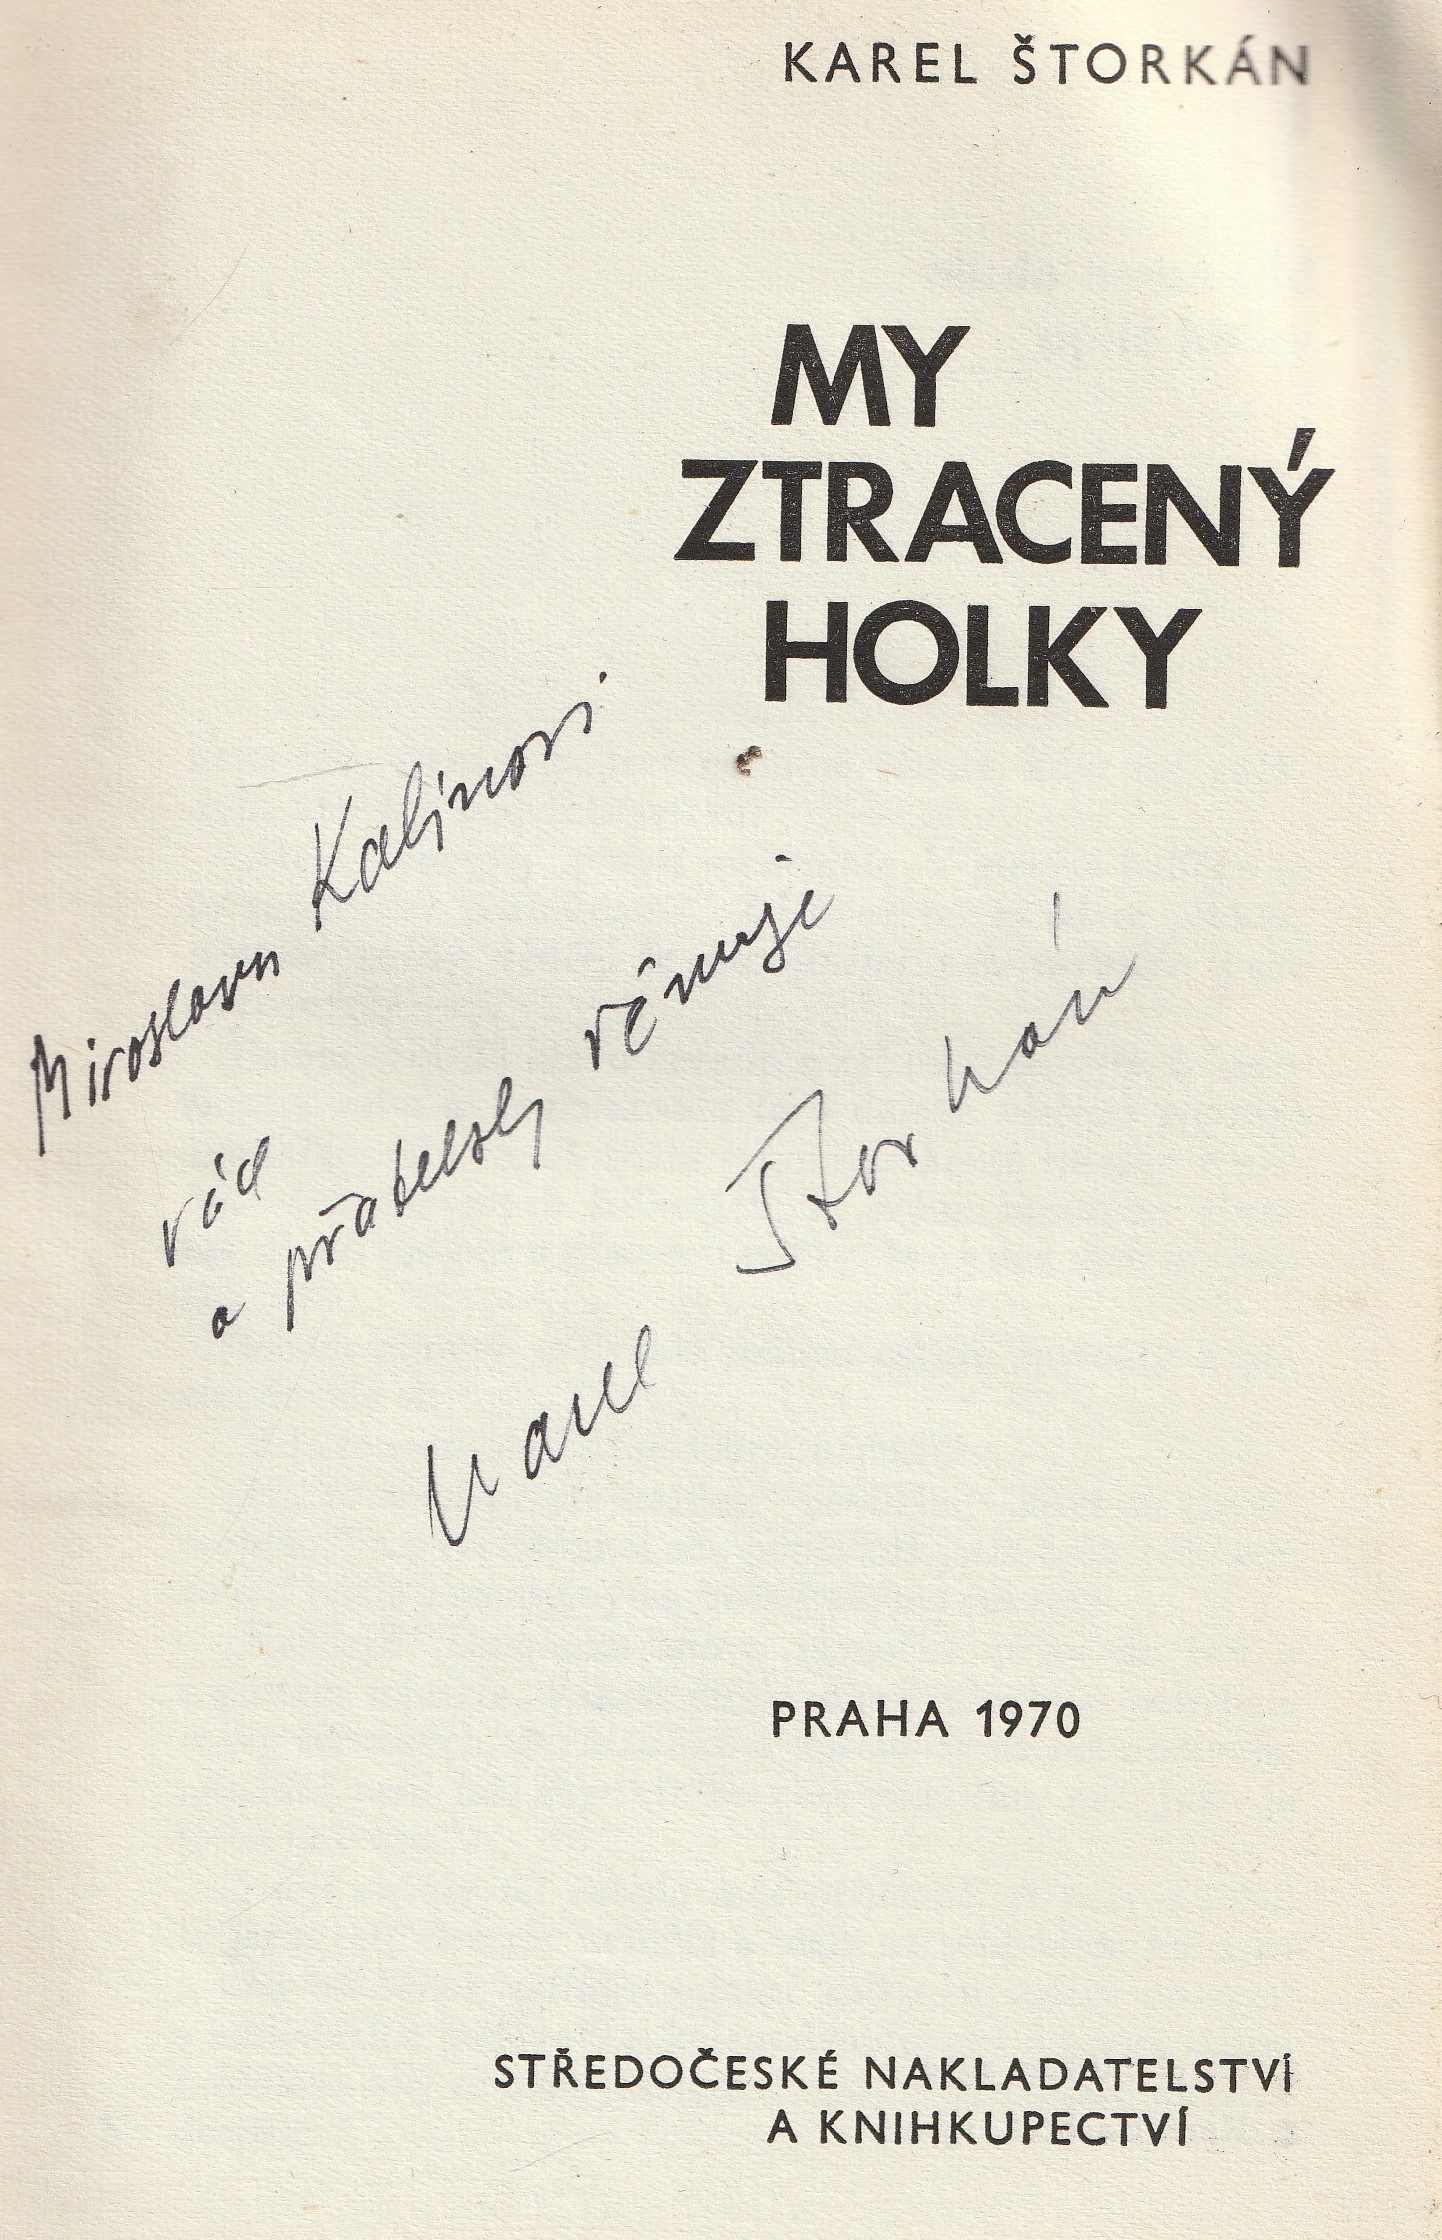 KAREL ŠTORKÁN
MY
ZTRACENÝ
HOLKY
Miroslavu Kalinovi
rád
a přátelsky věnuje
Karel Štorkán
PRAHA 1970
STŘEDOČESKÉ NAKLADATELSTVÍ
A KNIHKUPECTVÍ